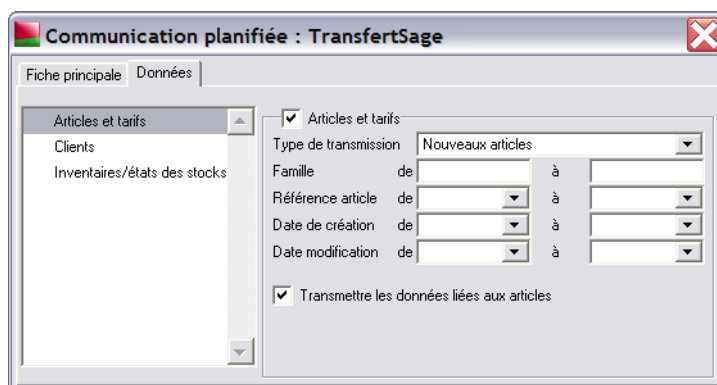 Communication planifiée : TransfertSage
Fiche principale Données
Articles et tarifs
Clients
Inventaires/états des stocks
Articles et tarifs
Type de transmission Nouveaux articles
Famille de à
Référence article de à
Date de création de à
Date modification de à
Transmettre les données liées aux articles